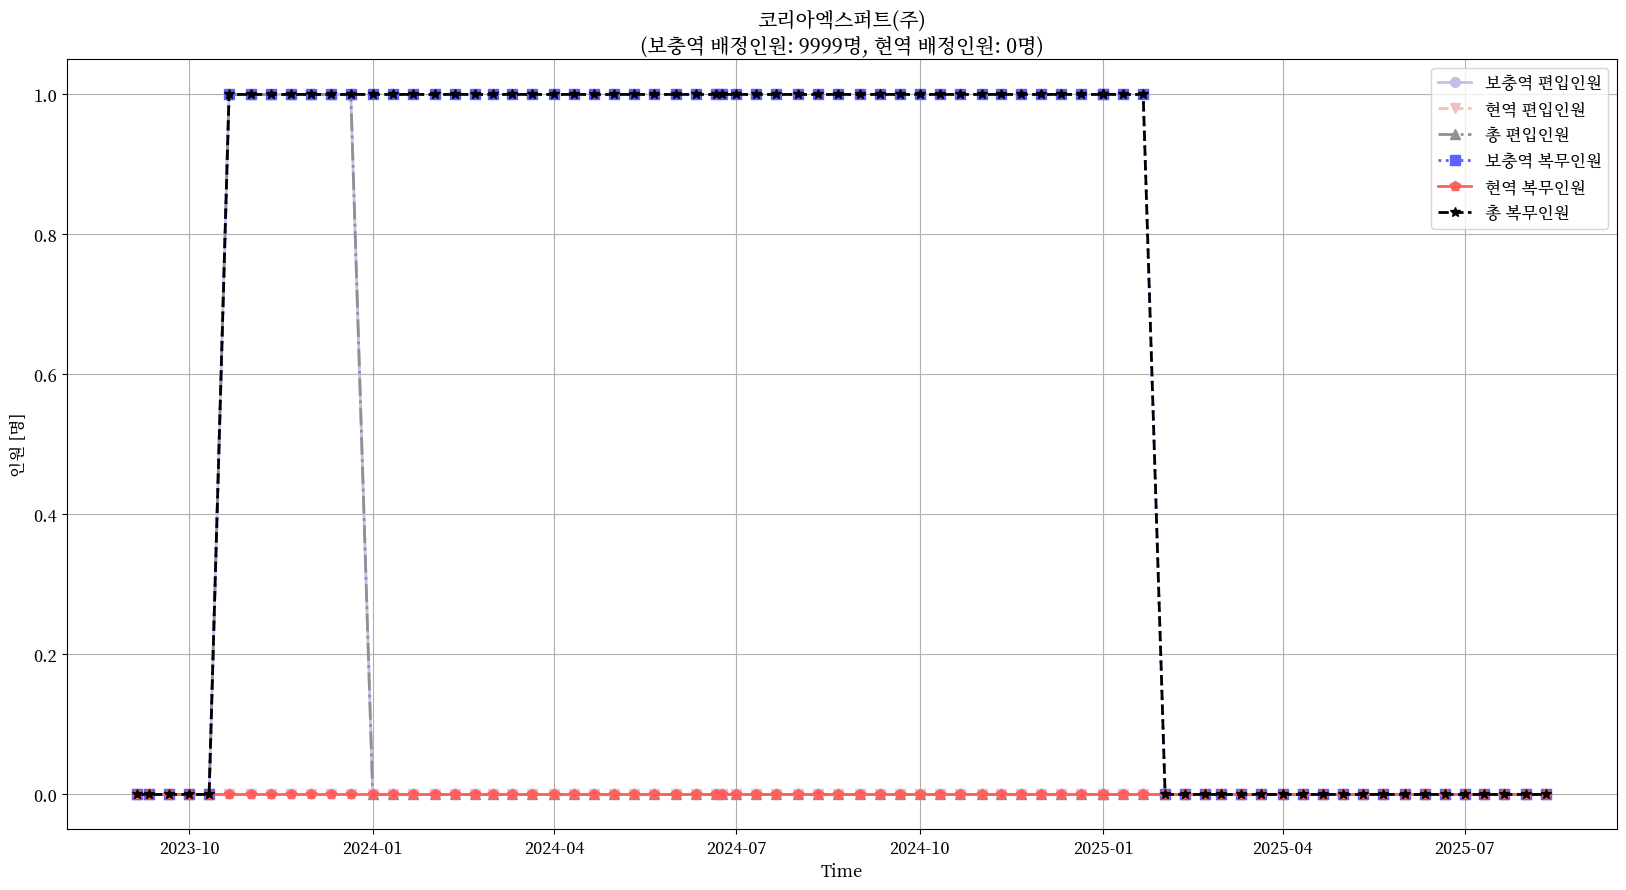 코리아엑스퍼트(주)
(보충역 배정인원: 9999명, 현역 배정인원: 0명)
보충역 편입인원
현역 편입인원
총 편입인원
보충역 복무인원
현역 복무인원
총 복무인원
인원 [명]
1.0
0.8
0.6
0.4
0.2
0.0
2023-10
2024-01
2024-04
2024-07
2024-10
2025-01
2025-04
2025-07
Time